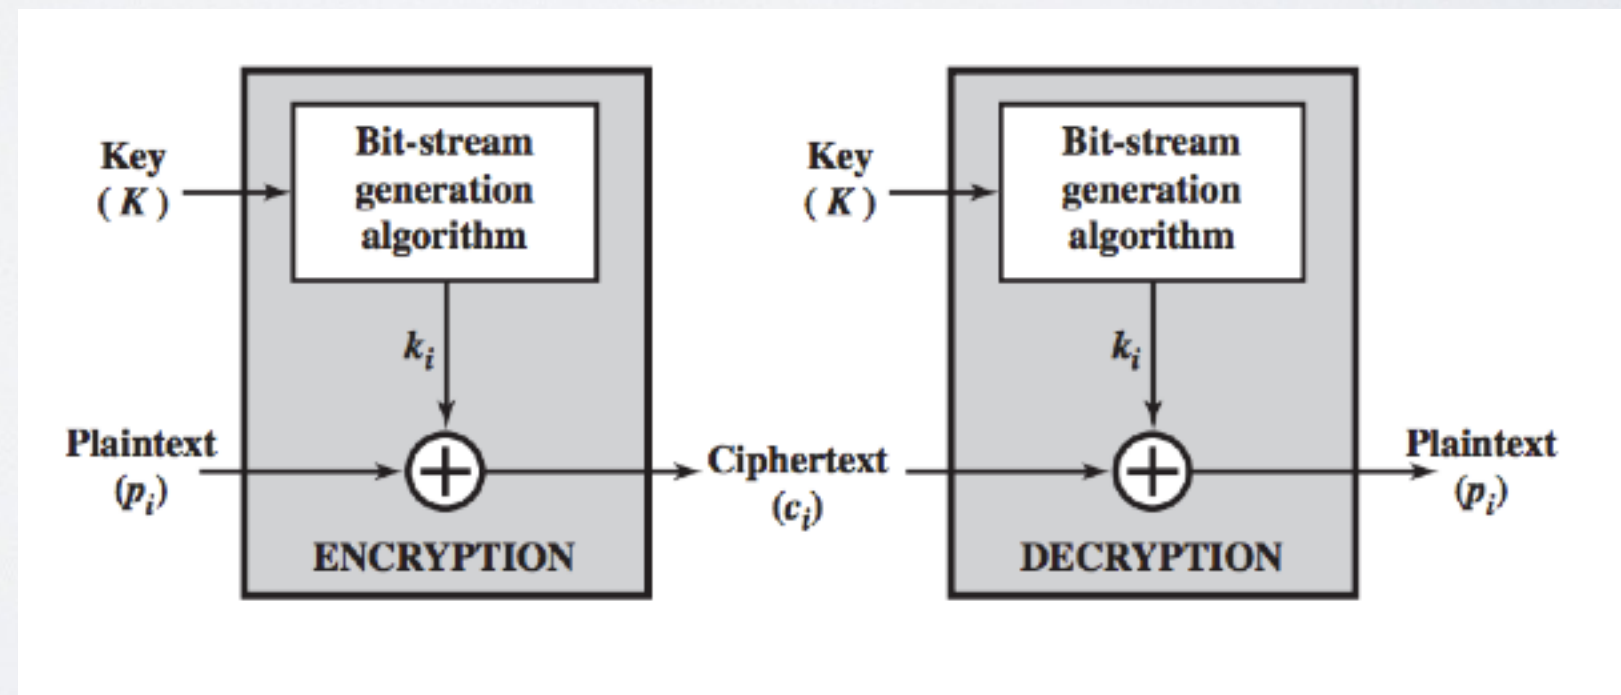 Key
( K )
Bit-stream
generation
algorithm
k_i
Plaintext
(p_i)
ENCRYPTION
Ciphertext
(c_i)
Key
( K )
Bit-stream
generation
algorithm
k_i
DECRYPTION
Plaintext
(p_i)